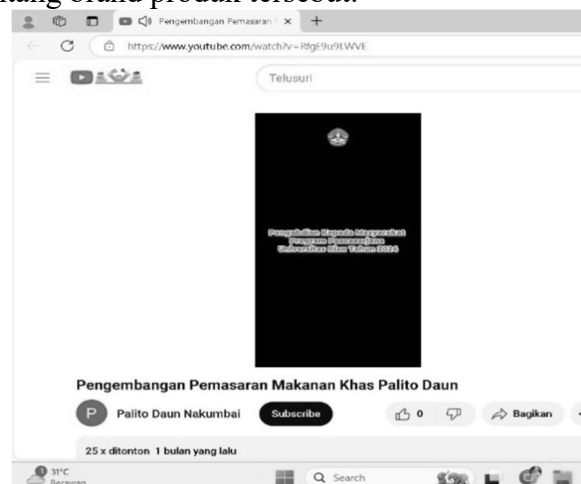 tang brand produk tersebut.
Pengembangan Pemasaran
https://www.youtube.com/watch?v=RfgE9u9LWVE
Telusuri
Pengabdian Kepada Masyarakat
Program Pascasarjana
Universitas Riau Tahun 2024
Pengembangan Pemasaran Makanan Khas Palito Daun
P
Palito Daun Nakumbai
Subscribe
0
Bagikan
25 x ditonton 1 bulan yang lalu
31°C
Berawan
Search